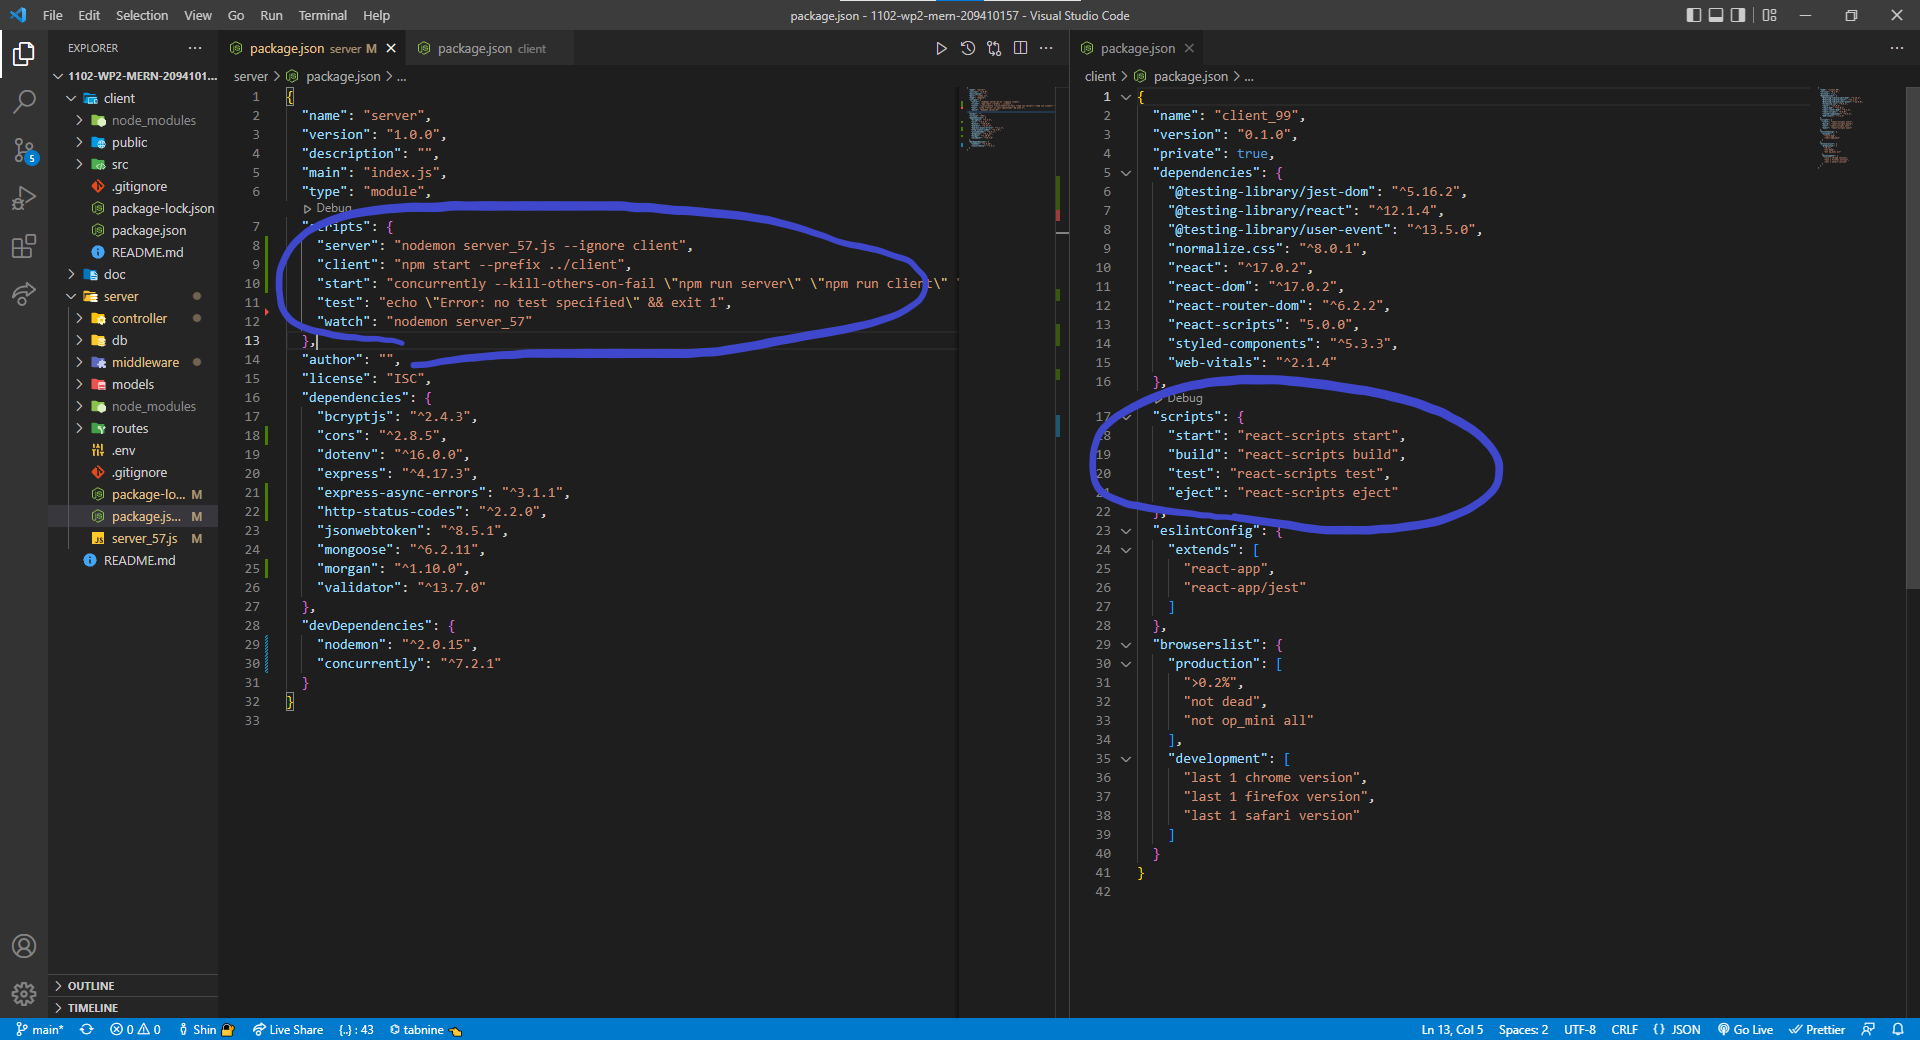 File Edit Selection View Go Run Terminal Help
package.json - 1102-wp2-mern-209410157 - Visual Studio Code
EXPLORER
1102-WP2-MERN-2094101...
client
node_modules
public
src
.gitignore
package-lock.json
package.json
README.md
doc
server
controller
db
middleware
models
node_modules
routes
.env
.gitignore
package-lo... M
package.js... M
server_57.js M
README.md
OUTLINE
TIMELINE
package.json server M
package.json client
server > package.json > ...
1 {
2 "name": "server",
3 "version": "1.0.0",
4 "description": "",
5 "main": "index.js",
6 "type": "module",
Debug
7 "scripts": {
8 "server": "nodemon server_57.js --ignore client",
9 "client": "npm start --prefix ../client",
10 "start": "concurrently --kill-others-on-fail \"npm run server\" \"npm run client\" "
11 "test": "echo \"Error: no test specified\" && exit 1",
12 "watch": "nodemon server_57"
13 },
14 "author": "",
15 "license": "ISC",
16 "dependencies": {
17 "bcryptjs": "^2.4.3",
18 "cors": "^2.8.5",
19 "dotenv": "^16.0.0",
20 "express": "^4.17.3",
21 "express-async-errors": "^3.1.1",
22 "http-status-codes": "^2.2.0",
23 "jsonwebtoken": "^8.5.1",
24 "mongoose": "^6.2.11",
25 "morgan": "^1.10.0",
26 "validator": "^13.7.0"
27 },
28 "devDependencies": {
29 "nodemon": "^2.0.15",
30 "concurrently": "^7.2.1"
31 }
32 }
33
package.json
client > package.json > ...
1 {
2 "name": "client_99",
3 "version": "0.1.0",
4 "private": true,
5 "dependencies": {
6 "@testing-library/jest-dom": "^5.16.2",
7 "@testing-library/react": "^12.1.4",
8 "@testing-library/user-event": "^13.5.0",
9 "normalize.css": "^8.0.1",
10 "react": "^17.0.2",
11 "react-dom": "^17.0.2",
12 "react-router-dom": "^6.2.2",
13 "react-scripts": "5.0.0",
14 "styled-components": "^5.3.3",
15 "web-vitals": "^2.1.4"
16 },
Debug
17 "scripts": {
18 "start": "react-scripts start",
19 "build": "react-scripts build",
20 "test": "react-scripts test",
21 "eject": "react-scripts eject"
22 },
23 "eslintConfig": {
24 "extends": [
25 "react-app",
26 "react-app/jest"
27 ]
28 },
29 "browserslist": {
30 "production": [
31 ">0.2%",
32 "not dead",
33 "not op_mini all"
34 ],
35 "development": [
36 "last 1 chrome version",
37 "last 1 firefox version",
38 "last 1 safari version"
39 ]
40 }
41 }
42
5
main* 0 0 Shin Live Share {..} : 43 tabnine
Ln 13, Col 5 Spaces: 2 UTF-8 CRLF {} JSON Go Live Prettier